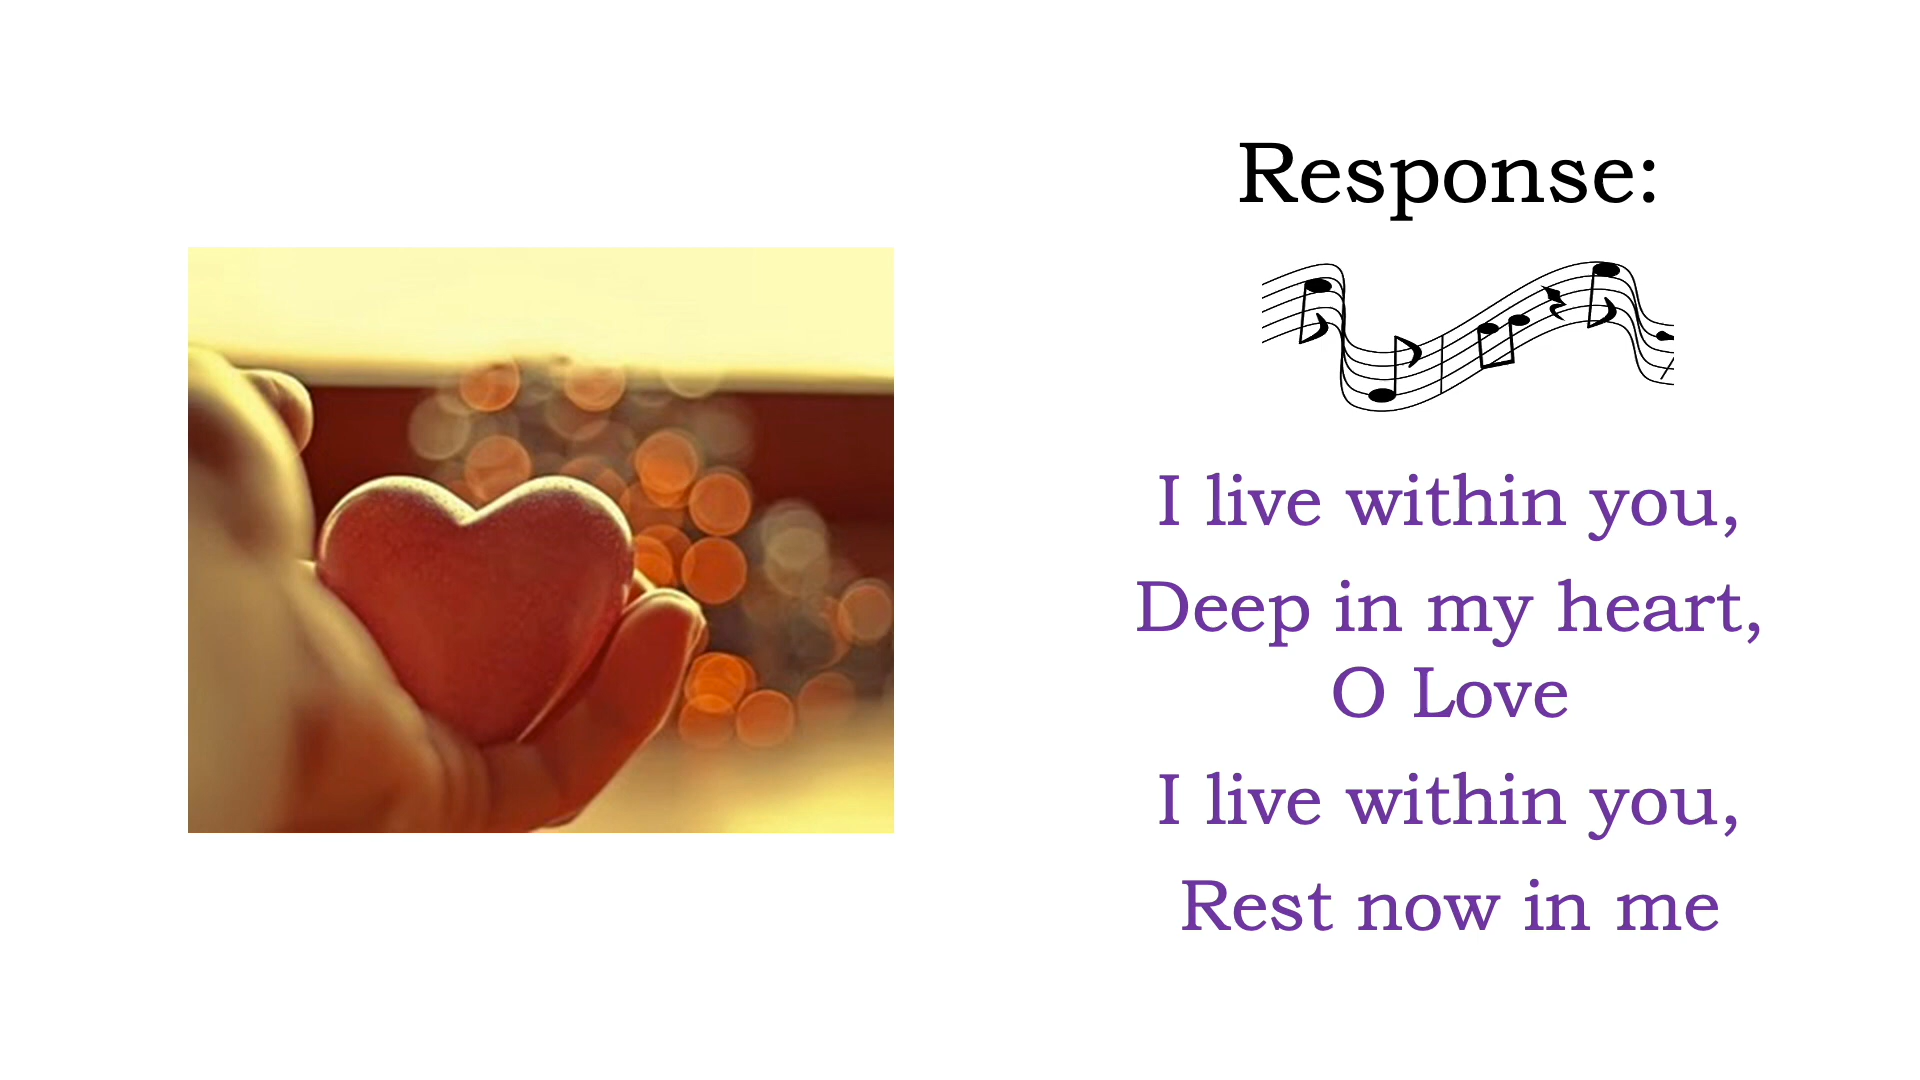 Response:
I live within you,
Deep in my heart,
O Love
I live within you,
Rest now in me